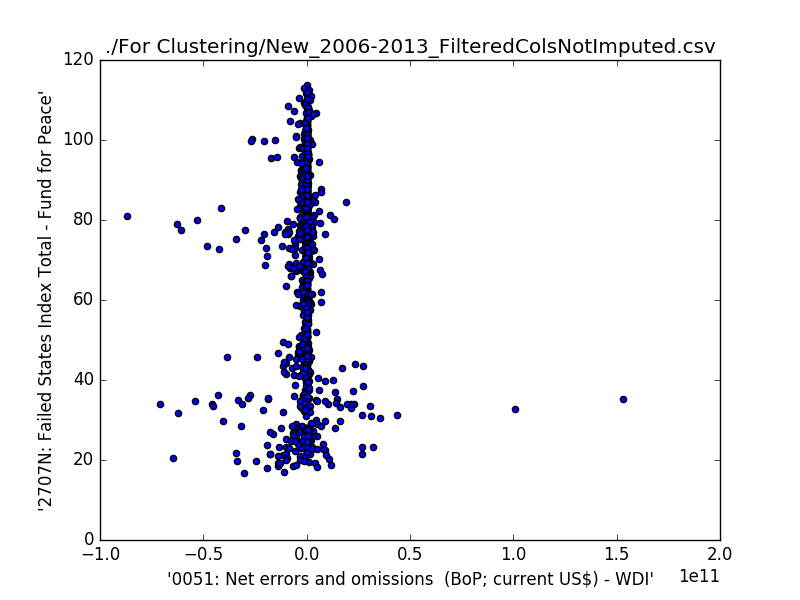 ./For Clustering/New_2006-2013_FilteredColsNotImputed.csv
120
100
80
60
40
20
0
'2707N: Failed States Index Total - Fund for Peace'
−1.0 −0.5 0.0 0.5 1.0 1.5 2.0
1e11
'0051: Net errors and omissions  (BoP; current US$) - WDI'